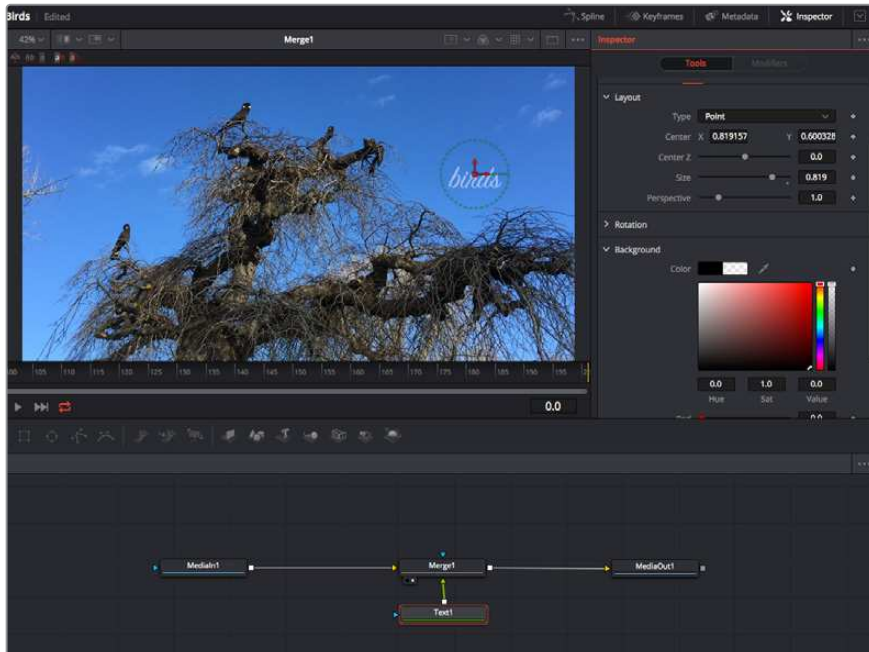 Birds Edited Spline Keyframes Metadata Inspector
42% Merge1 Inspector
Tools Modifiers
Layout
Type Point
Center X 0.819157 Y 0.600328
Center Z 0.0
Size 0.819
Perspective 1.0
birds
Rotation
Background
Color
105 110 115 120 125 130 135 140 145 150 155 160 165 170 175 180 185 190 195
0.0 1.0 0.0
Hue Sat Value
0.0
MediaIn1 Merge1 MediaOut1
Text1